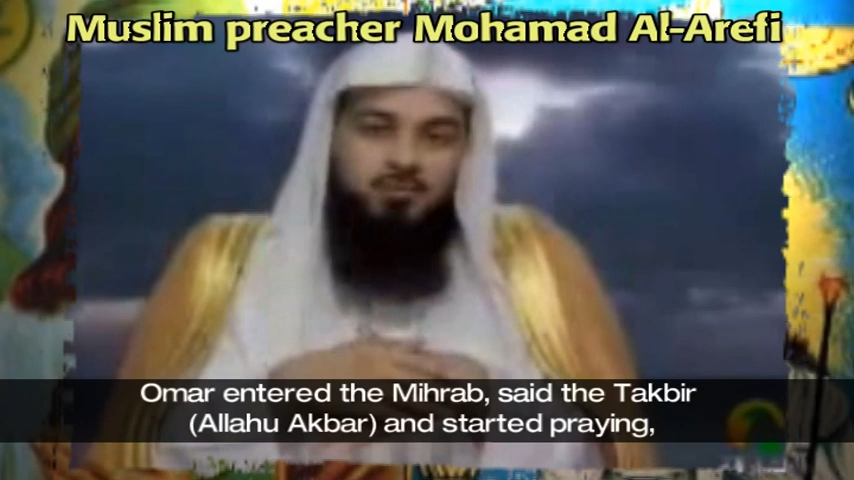 Muslim preacher Mohamad Al-Arefi
Omar entered the Mihrab, said the Takbir
(Allahu Akbar) and started praying,